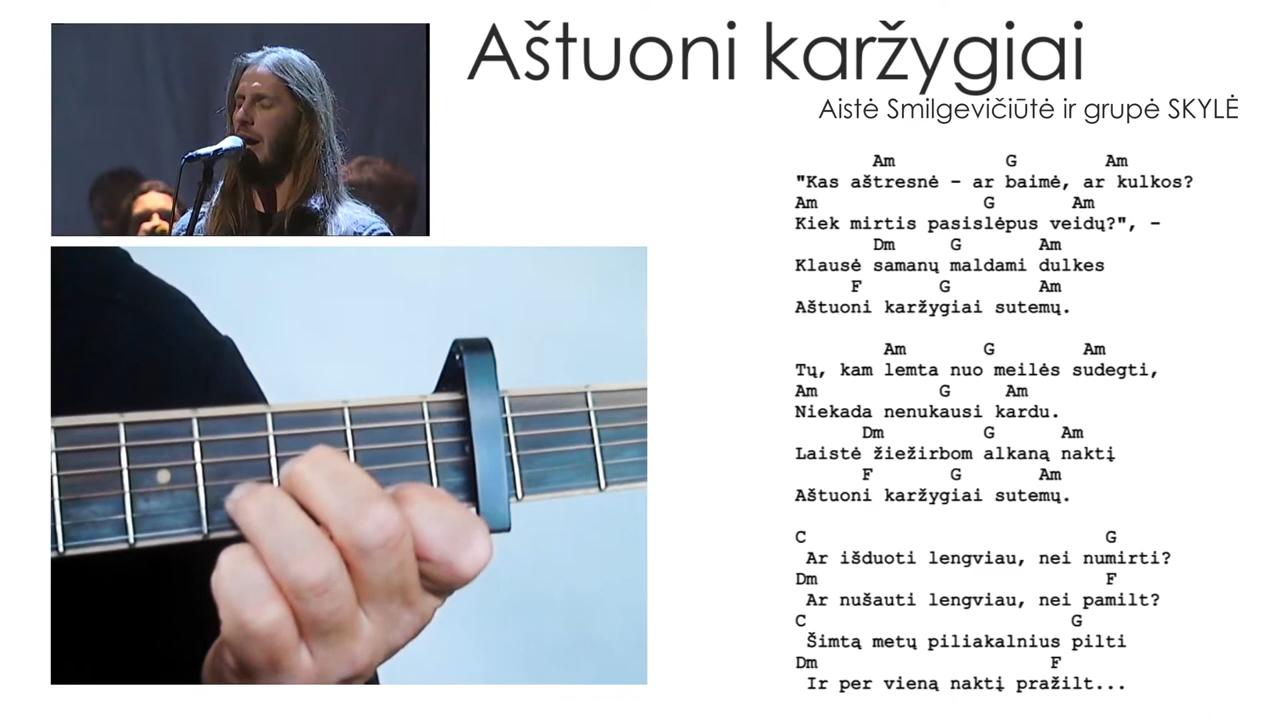 Aštuoni karžygiai
Aistė Smilgevičiūtė ir grupė SKYLĖ
Am G Am
"Kas aštresnė – ar baimė, ar kulkos?
Am G Am
Kiek mirtis pasislėpus veidų?", –
Dm G Am
Klausė samanų maldami dulkes
F G Am
Aštuoni karžygiai sutemų.
Am G Am
Tų, kam lemta nuo meilės sudegti,
Am G Am
Niekada nenukausi kardu.
Dm G Am
Laistė žiežirbom alkaną naktį
F G Am
Aštuoni karžygiai sutemų.
C G
Ar išduoti lengviau, nei numirti?
Dm F
Ar nušauti lengviau, nei pamilt?
C G
Šimtą metų piliakalnius pilti
Dm F
Ir per vieną naktį pražilt...